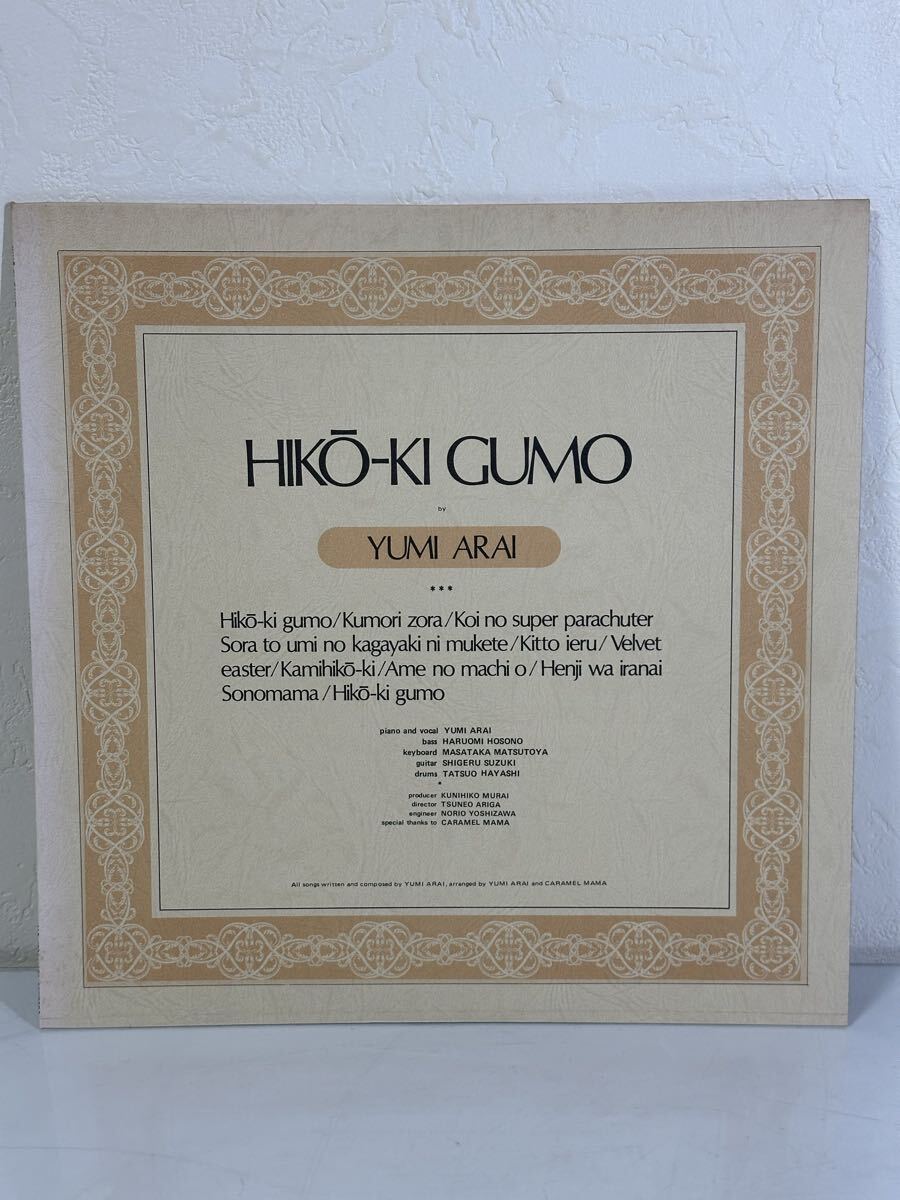 HIKŌ-KI GUMO
by
YUMI ARAI
***
Hikō-ki gumo/Kumori zora/Koi no super parachuter
Sora to umi no kagayaki ni mukete/Kitto ieru/Velvet
easter/Kamihikō-ki/Ame no machi o/Henji wa iranai
Sonomama/Hikō-ki gumo
piano and vocal YUMI ARAI
bass HARUOMI HOSONO
keyboard MASATAKA MATSUTOYA
guitar SHIGERU SUZUKI
drums TATSUO HAYASHI
*
producer KUNIHIKO MURAI
director TSUNEO ARIGA
engineer NORIO YOSHIZAWA
special thanks to CARAMEL MAMA
All songs written and composed by YUMI ARAI, arranged by YUMI ARAI and CARAMEL MAMA